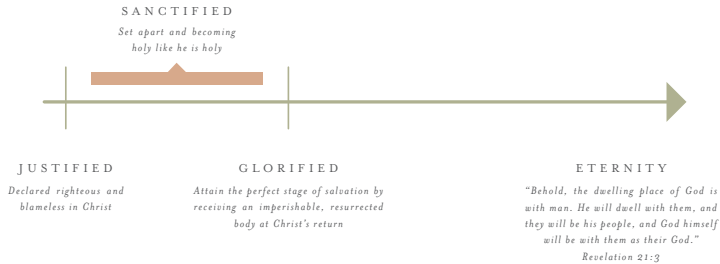 SANCTIFIED
Set apart and becoming
holy like he is holy
JUSTIFIED
Declared righteous and
blameless in Christ
GLORIFIED
Attain the perfect stage of salvation by
receiving an imperishable, resurrected
body at Christ's return
ETERNITY
“Behold, the dwelling place of God is
with man. He will dwell with them, and
they will be his people, and God himself
will be with them as their God.”
Revelation 21:3